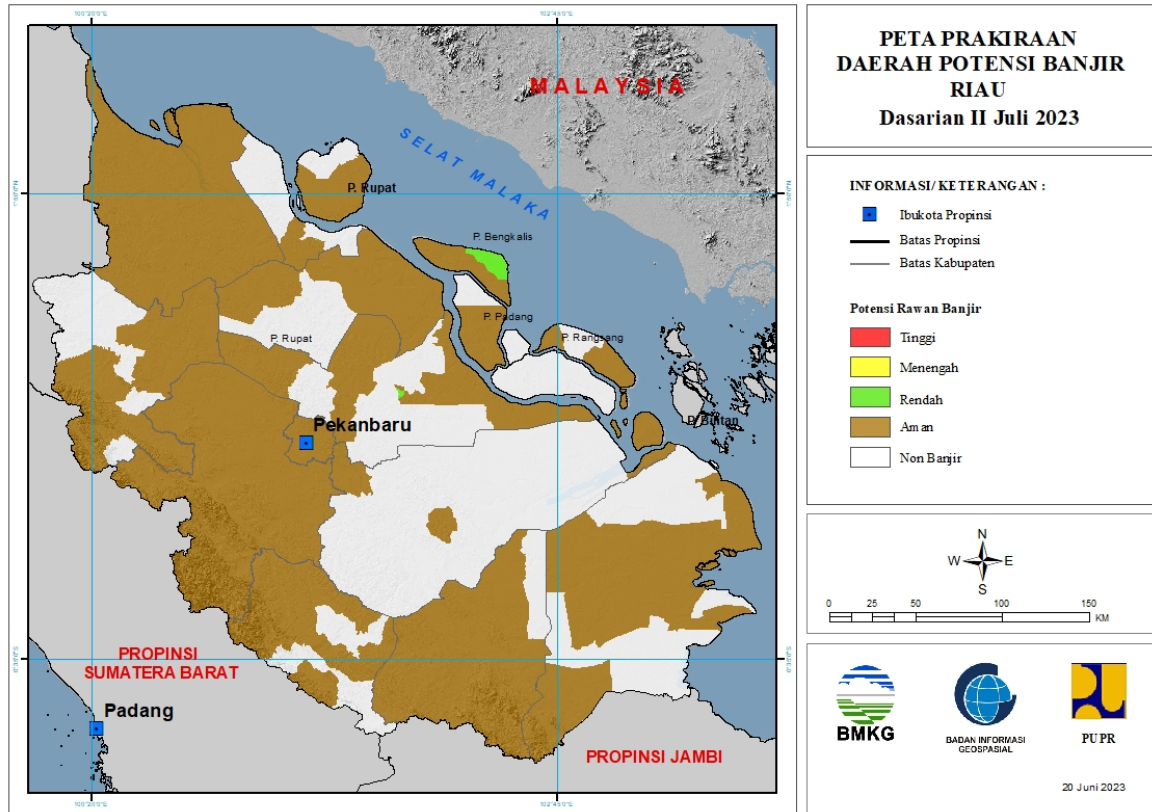 PETA PRAKIRAAN
DAERAH POTENSI BANJIR
RIAU
Dasarian II Juli 2023
INFORMASI/KETERANGAN :
Ibukota Propinsi
Batas Propinsi
Batas Kabupaten
Potensi Rawan Banjir
Tinggi
Menengah
Rendah
Aman
Non Banjir
N
W E
S
0 25 50 100 150
KM
BMKG
BADAN INFORMASI
GEOSPASIAL
PUPR
20 Juni 2023
MALAYSIA
SELAT MALAKA
P. Rupat
P. Bengkalis
P. Padang
P. Rupat
P. Rangsang
P. Bintan
Pekanbaru
PROPINSI
SUMATERA BARAT
Padang
PROPINSI JAMBI